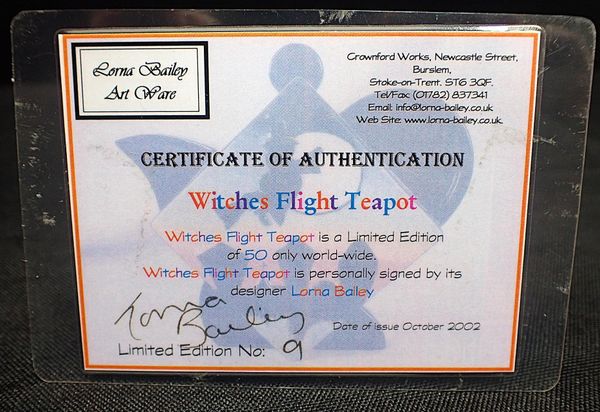 Lorna Bailey
Art Ware
Crownford Works, Newcastle Street,
Burslem,
Stoke-on-Trent. ST6 3QF.
Tel/Fax: (01782) 837341
Email: info@lorna-bailey.co.uk
Web Site: www.lorna-bailey.co.uk.
CERTIFICATE OF AUTHENTICATION
Witches Flight Teapot
Witches Flight Teapot is a Limited Edition
of 50 only world-wide.
Witches Flight Teapot is personally signed by its
designer Lorna Bailey
Lorna
Bailey
Date of issue October 2002
Limited Edition No: 9